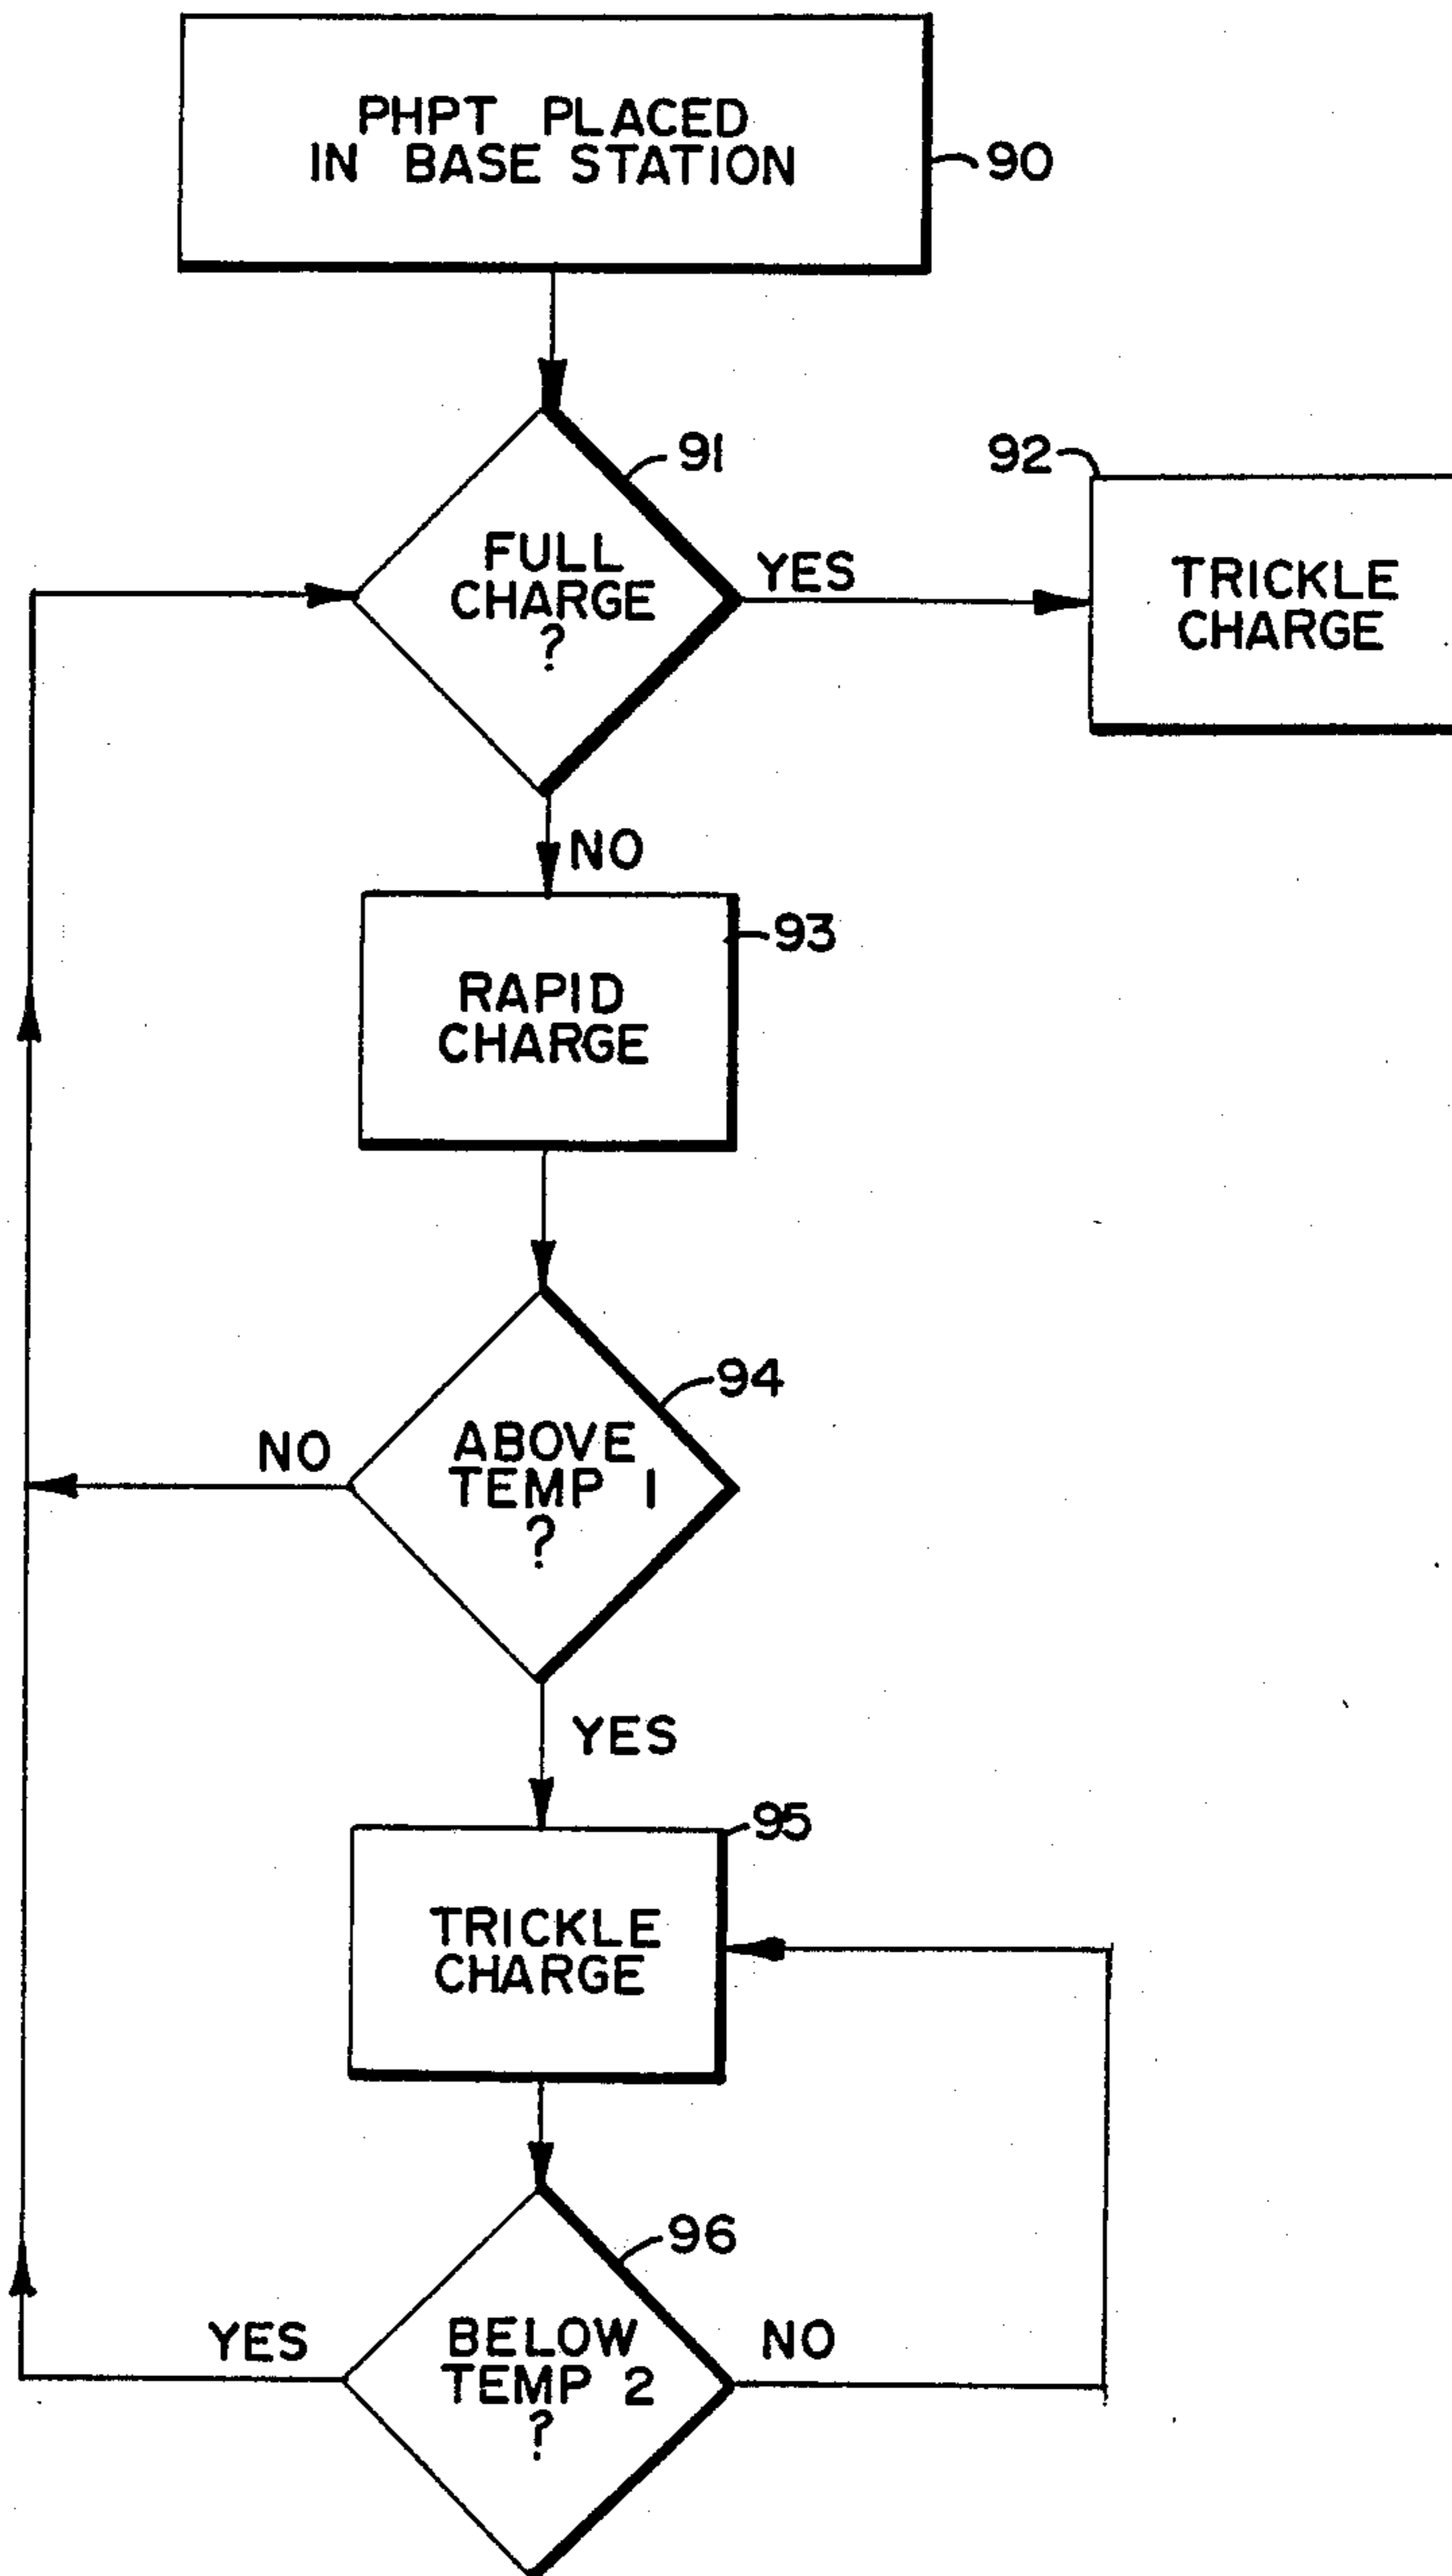 PHPT PLACED
IN BASE STATION
90
91
FULL
CHARGE
?
YES
92
TRICKLE
CHARGE
NO
93
RAPID
CHARGE
94
ABOVE
TEMP 1
?
NO
YES
95
TRICKLE
CHARGE
96
BELOW
TEMP 2
?
YES
NO